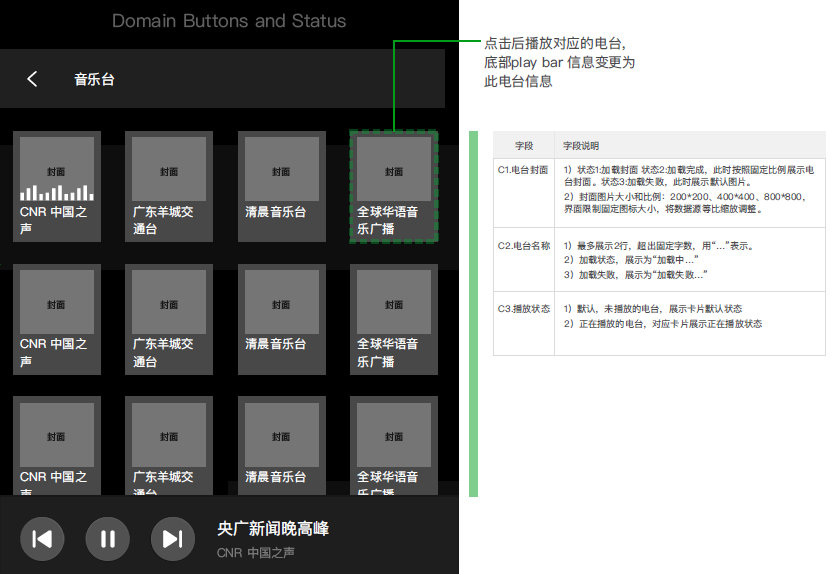 Domain Buttons and Status
音乐台
点击后播放对应的电台，
底部play bar 信息变更为
此电台信息
封面
封面
封面
封面
CNR 中国之
声
广东羊城交
通台
清晨音乐台
全球华语音
乐广播
封面
封面
封面
封面
CNR 中国之
声
广东羊城交
通台
清晨音乐台
全球华语音
乐广播
封面
封面
封面
封面
CNR 中国之
声
广东羊城交
通台
清晨音乐台
全球华语音
乐广播
央广新闻晚高峰
CNR 中国之声
字段
字段说明
C1.电台封面
1）状态1:加载封面 状态2:加载完成，此时按照固定比例展示电
台封面。状态3:加载失败，此时展示默认图片。
2）封面图片大小和比例：200*200、400*400、800*800，
界面限制固定图标大小，将数据源等比缩放调整。
C2.电台名称
1）最多展示2行，超出固定字数，用“...”表示。
2）加载状态，展示为“加载中...”
3）加载失败，展示为“加载失败...”
C3.播放状态
1）默认，未播放的电台，展示卡片默认状态
2）正在播放的电台，对应卡片展示正在播放状态